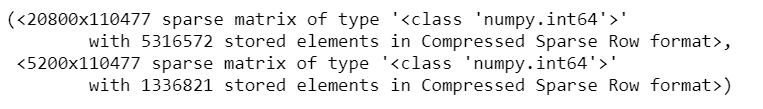 (<20800x110477 sparse matrix of type '<class 'numpy.int64'>'
with 5316572 stored elements in Compressed Sparse Row format>,
<5200x110477 sparse matrix of type '<class 'numpy.int64'>'
with 1336821 stored elements in Compressed Sparse Row format>)